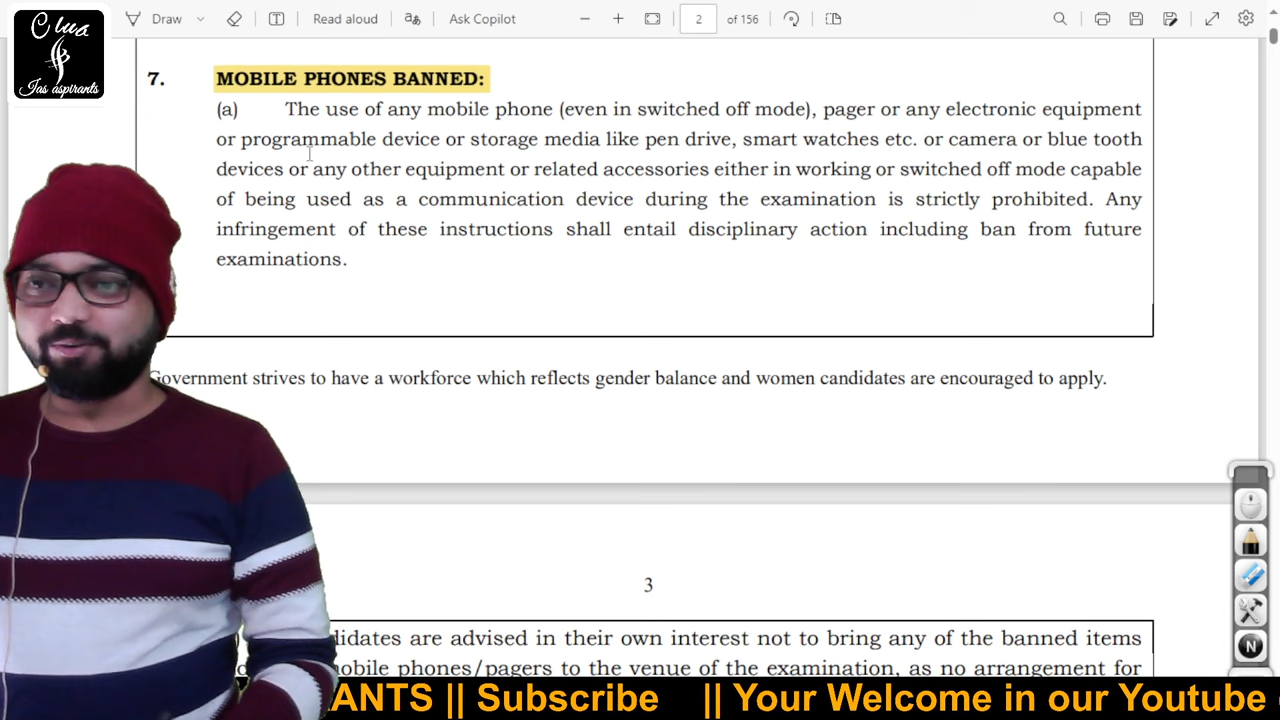 Clua
Ias aspirants
Draw
Read aloud
aあ
Ask Copilot
2 of 156
7. MOBILE PHONES BANNED:
(a) The use of any mobile phone (even in switched off mode), pager or any electronic equipment
or programmable device or storage media like pen drive, smart watches etc. or camera or blue tooth
devices or any other equipment or related accessories either in working or switched off mode capable
of being used as a communication device during the examination is strictly prohibited. Any
infringement of these instructions shall entail disciplinary action including ban from future
examinations.
Government strives to have a workforce which reflects gender balance and women candidates are encouraged to apply.
3
are advised in their own interest not to bring any of the banned items
phones/pagers to the venue of the examination, as no arrangement for
|| Subscribe || Your Welcome in our Youtube
N